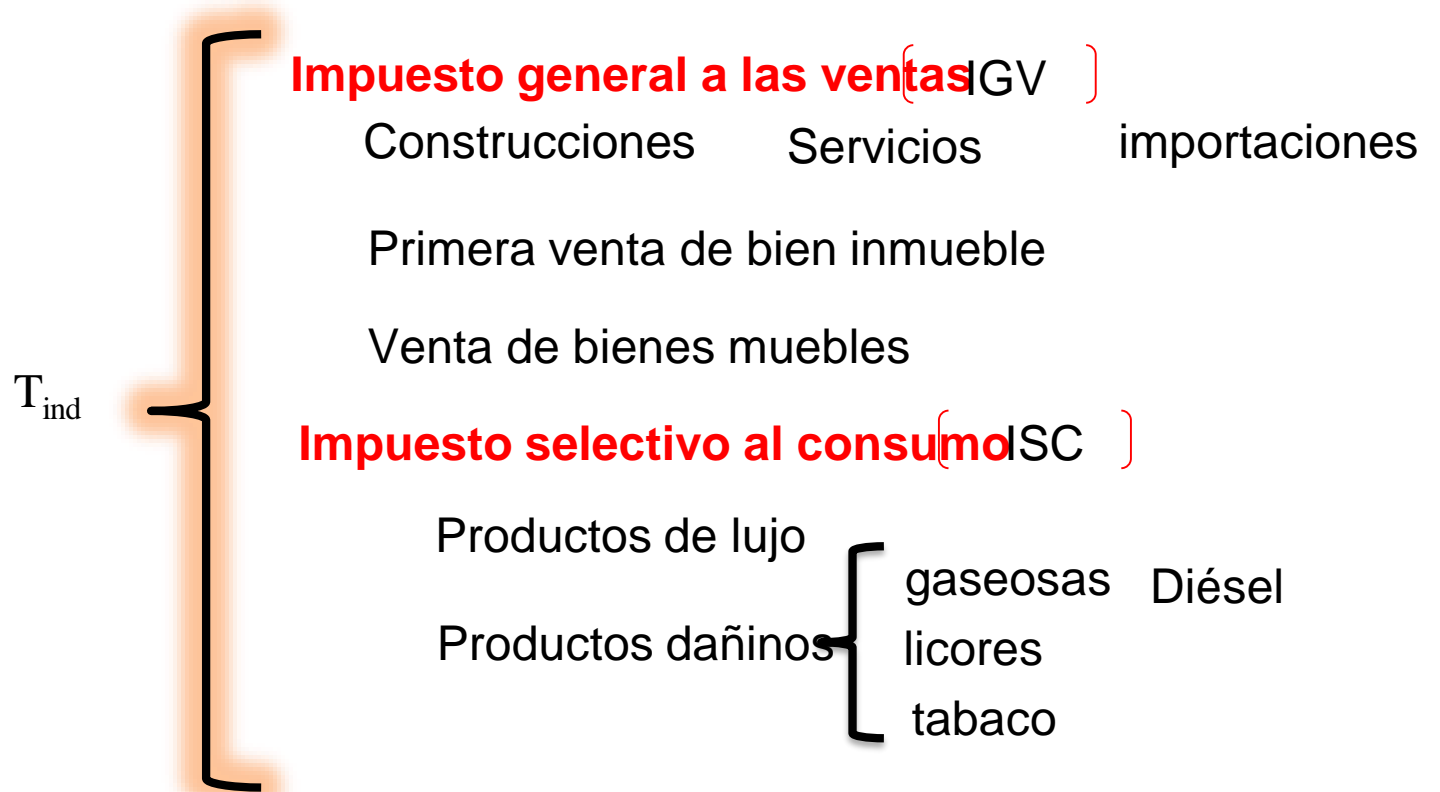 Impuesto general a las ventas IGV
Construcciones Servicios importaciones
Primera venta de bien inmueble
Venta de bienes muebles
T_ind
Impuesto selectivo al consumo ISC
Productos de lujo
gaseosas Diésel
Productos dañinos
licores
tabaco